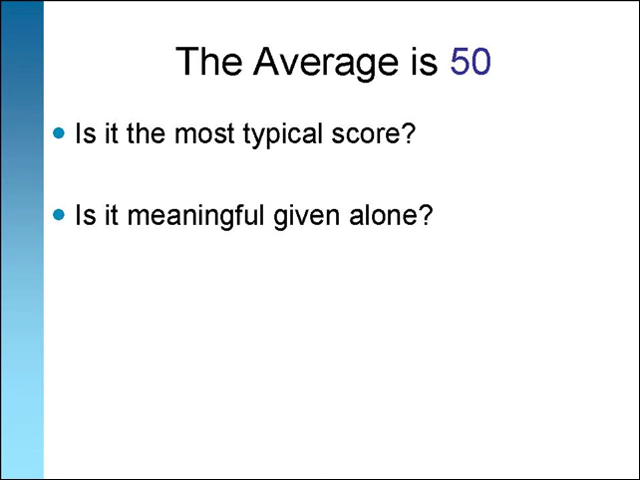 The Average is 50
Is it the most typical score?
Is it meaningful given alone?